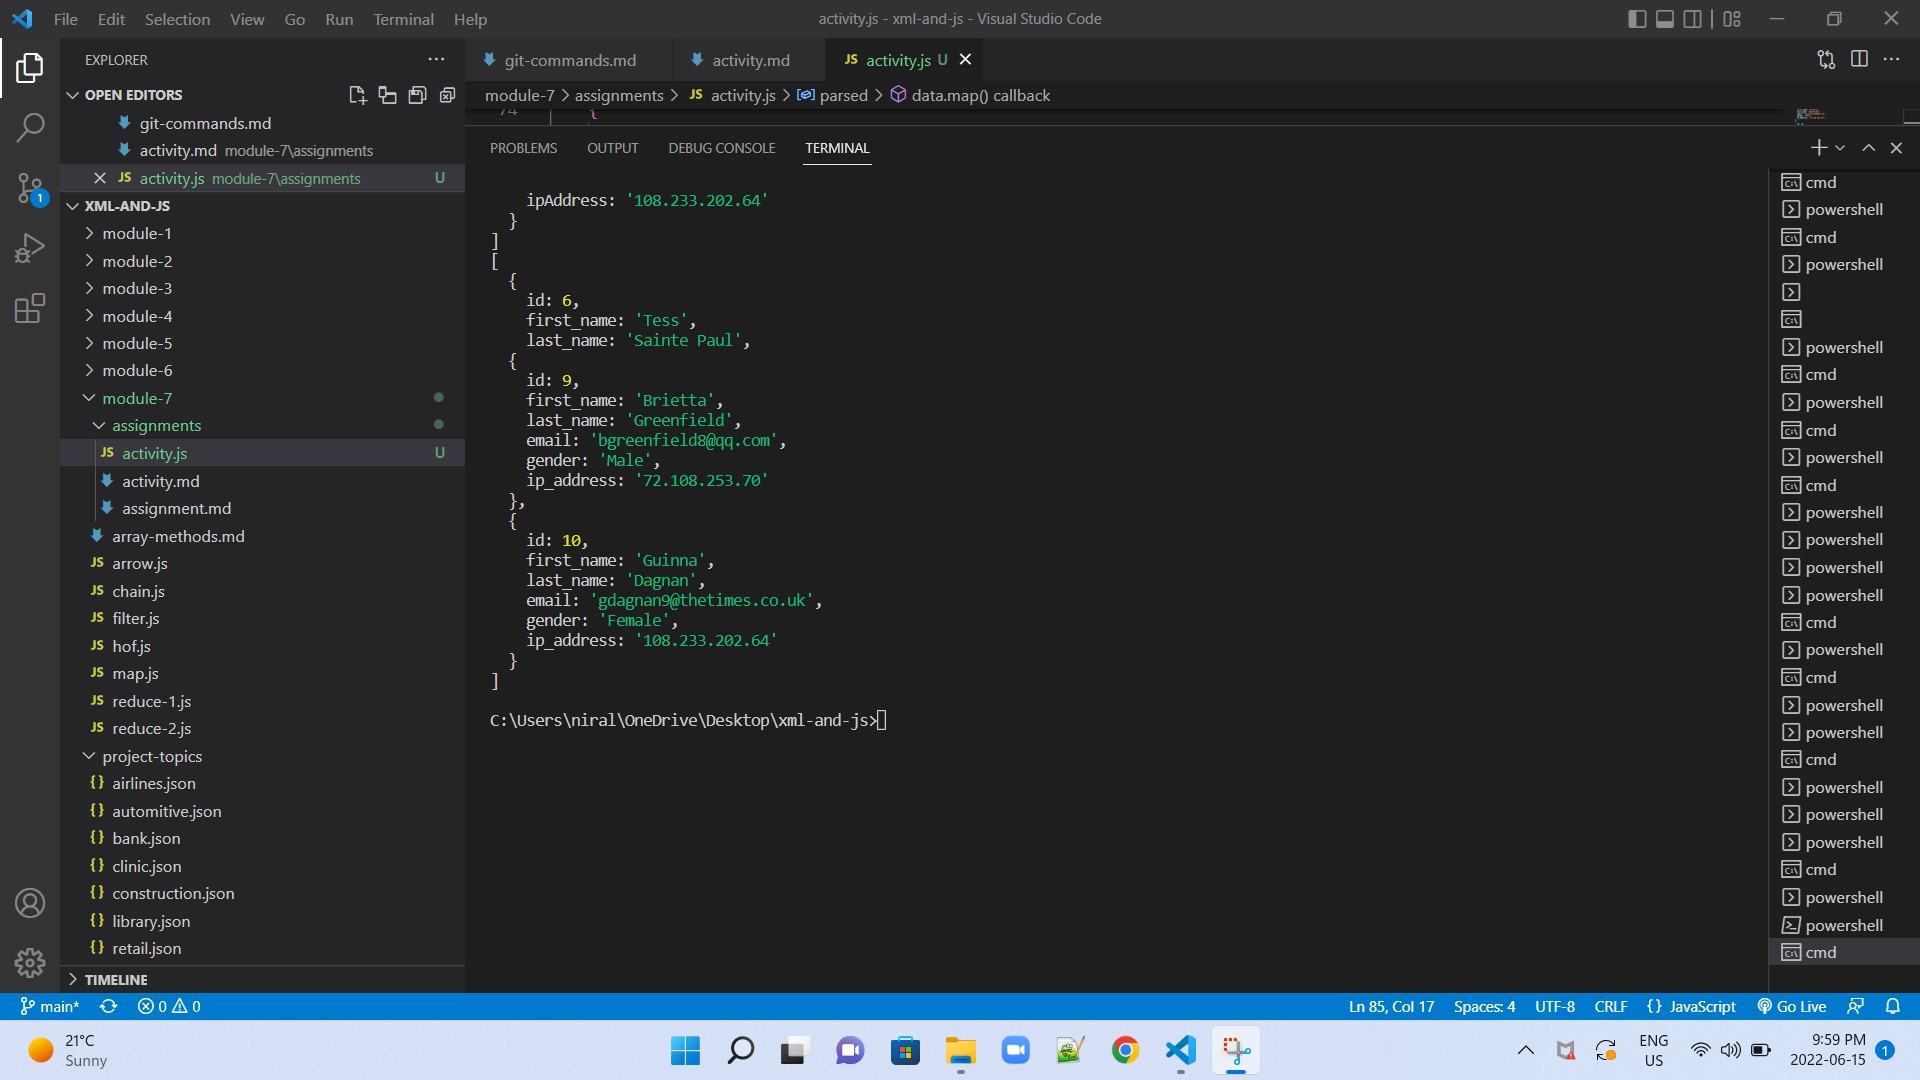 File Edit Selection View Go Run Terminal Help
activity.js - xml-and-js - Visual Studio Code
EXPLORER
git-commands.md
activity.md
JS activity.js U
OPEN EDITORS
module-7 > assignments > JS activity.js > parsed > data.map() callback
git-commands.md
74 {
activity.md module-7\assignments
JS activity.js module-7\assignments U
PROBLEMS OUTPUT DEBUG CONSOLE TERMINAL
1
XML-AND-JS
module-1
module-2
module-3
module-4
module-5
module-6
module-7
assignments
JS activity.js U
activity.md
assignment.md
array-methods.md
JS arrow.js
JS chain.js
JS filter.js
JS hof.js
JS map.js
JS reduce-1.js
JS reduce-2.js
project-topics
{} airlines.json
{} automitive.json
{} bank.json
{} clinic.json
{} construction.json
{} library.json
{} retail.json
TIMELINE
ipAddress: '108.233.202.64'
}
]
[
{
id: 6,
first_name: 'Tess',
last_name: 'Sainte Paul',
{
id: 9,
first_name: 'Brietta',
last_name: 'Greenfield',
email: 'bgreenfield8@qq.com',
gender: 'Male',
ip_address: '72.108.253.70'
},
{
id: 10,
first_name: 'Guinna',
last_name: 'Dagnan',
email: 'gdagnan9@thetimes.co.uk',
gender: 'Female',
ip_address: '108.233.202.64'
}
]
C:\Users\niral\OneDrive\Desktop\xml-and-js>
cmd
powershell
cmd
powershell
powershell
cmd
powershell
cmd
powershell
cmd
powershell
powershell
powershell
powershell
cmd
powershell
cmd
powershell
powershell
cmd
powershell
powershell
powershell
cmd
powershell
powershell
cmd
main* 0 0
Ln 85, Col 17 Spaces: 4 UTF-8 CRLF {} JavaScript Go Live
21°C
Sunny
ENG
US
9:59 PM
2022-06-15
1